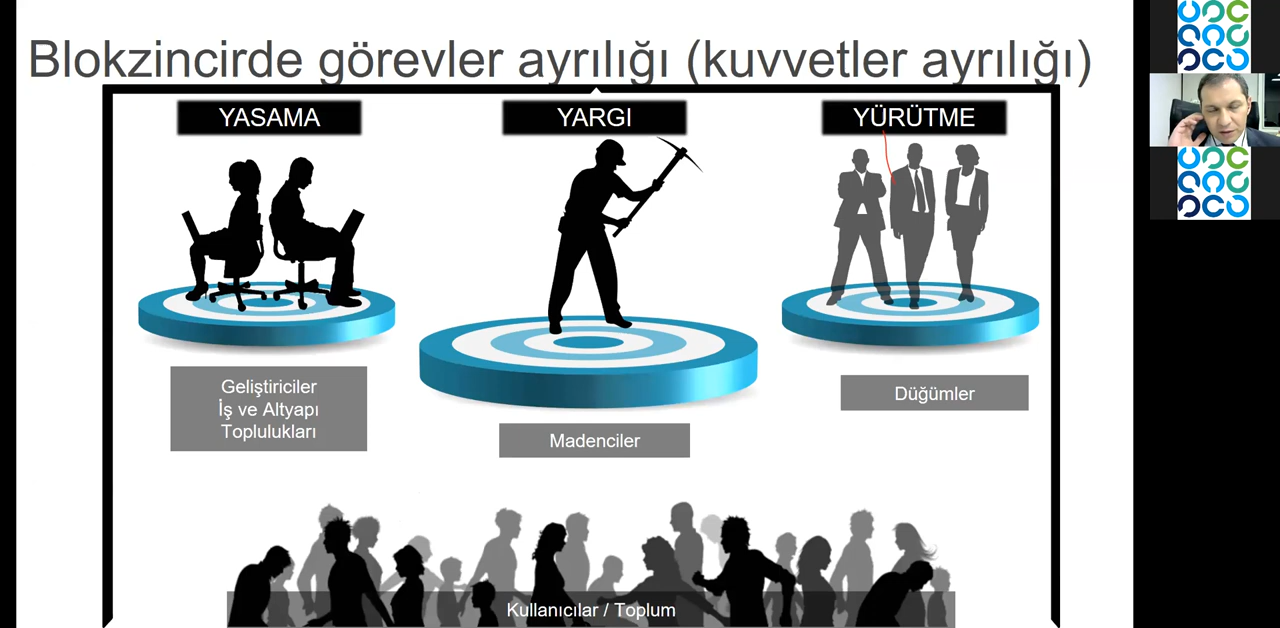 Blokzincirde görevler ayrılığı (kuvvetler ayrılığı)
YASAMA
YARGI
YÜRÜTME
Geliştiriciler
İş ve Altyapı
Toplulukları
Madenciler
Düğümler
Kullanıcılar / Toplum